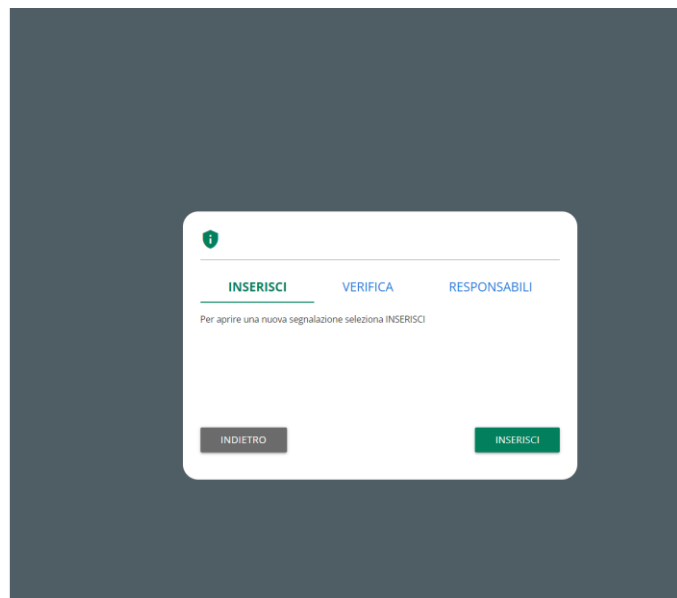 INSERISCI VERIFICA RESPONSABILI
Per aprire una nuova segnalazione seleziona INSERISCI
INDIETRO INSERISCI